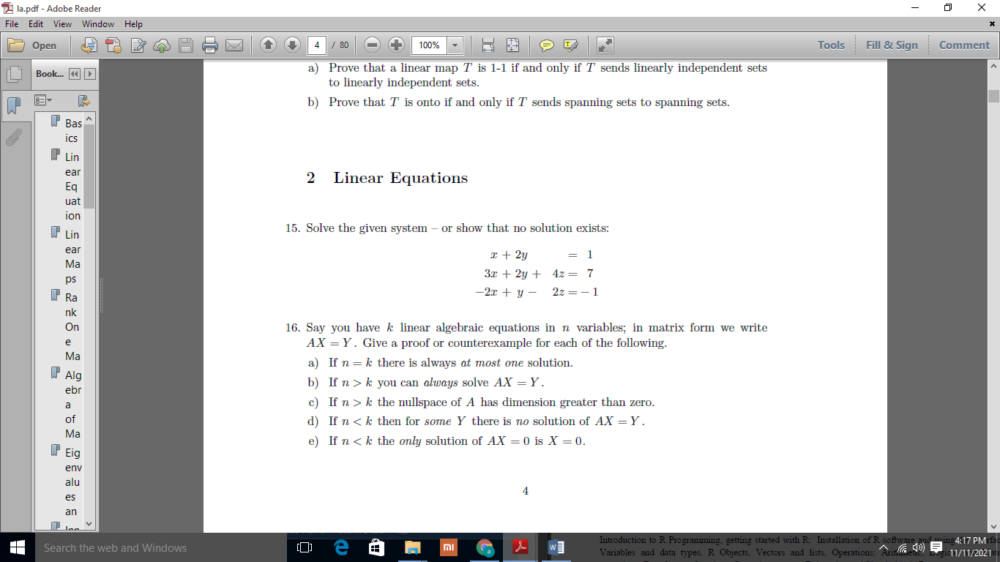 la.pdf - Adobe Reader
File Edit View Window Help
Open 4 / 80 100% Tools Fill & Sign Comment
Book...
Bas
ics
Lin
ear
Eq
uat
ion
Lin
ear
Ma
ps
Ra
nk
On
e
Ma
Alg
ebr
a
of
Ma
Eig
env
alu
es
an
a) Prove that a linear map T is 1-1 if and only if T sends linearly independent sets
to linearly independent sets.
b) Prove that T is onto if and only if T sends spanning sets to spanning sets.
2 Linear Equations
15. Solve the given system – or show that no solution exists:
x + 2y = 1
3x + 2y + 4z = 7
−2x + y − 2z = − 1
16. Say you have k linear algebraic equations in n variables; in matrix form we write
AX = Y. Give a proof or counterexample for each of the following.
a) If n = k there is always at most one solution.
b) If n > k you can always solve AX = Y.
c) If n > k the nullspace of A has dimension greater than zero.
d) If n < k then for some Y there is no solution of AX = Y.
e) If n < k the only solution of AX = 0 is X = 0.
4
Search the web and Windows
mi
Introduction to R Programming, getting started with R: Installation of R software and using
Variables and data types, R Objects, Vectors and lists, Operations:
4:17 PM
11/11/2021